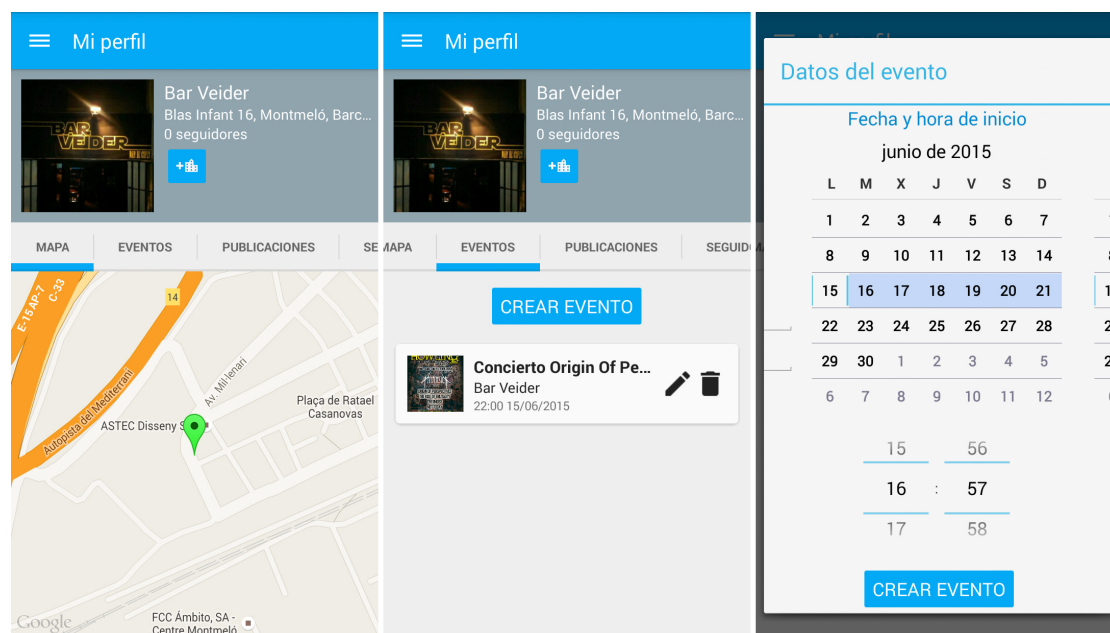 Mi perfil
Bar Veider
Blas Infant 16, Montmeló, Barc...
0 seguidores
BAR
VEIDER
MAPA
EVENTOS
PUBLICACIONES
SE
E-15 AP-7
C-33
14
Autopista del Mediterrani
Av. Mil·lenari
Plaça de Rafael
Casanovas
ASTEC Disseny S
FCC Ámbito, SA -
Centre Montmeló
Google
Mi perfil
Bar Veider
Blas Infant 16, Montmeló, Barc...
0 seguidores
BAR
VEIDER
MAPA
EVENTOS
PUBLICACIONES
SEGUID
CREAR EVENTO
Concierto Origin Of Pe...
Bar Veider
22:00 15/06/2015
Datos del evento
Fecha y hora de inicio
junio de 2015
L M X J V S D
1 2 3 4 5 6 7
8 9 10 11 12 13 14
15 16 17 18 19 20 21
22 23 24 25 26 27 28
29 30 1 2 3 4 5
6 7 8 9 10 11 12
15 56
16 : 57
17 58
CREAR EVENTO